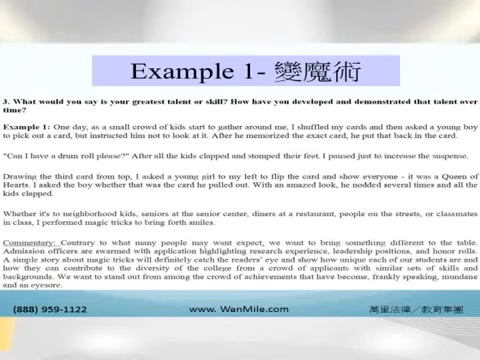 Example 1- 變魔術
3. What would you say is your greatest talent or skill? How have you developed and demonstrated that talent over
time?
Example 1: One day, as a small crowd of kids start to gather around me, I shuffled my cards and then asked a young boy
to pick out a card, but instructed him not to look at it. After he memorized the exact card, he put that back in the card.
"Can I have a drum roll please?" After all the kids clapped and stomped their feet. I paused just to increase the suspense.
Drawing the third card from top, I asked a young girl to my left to flip the card and show everyone - it was a Queen of
Hearts. I asked the boy whether that was the card he pulled out. With an amazed look, he nodded several times and all the
kids clapped.
Whether it's to neighborhood kids, seniors at the senior center, diners at a restaurant, people on the streets, or classmates
in class, I performed magic tricks to bring forth smiles.
Commentary: Contrary to what many people may want expect, we want to bring something different to the table.
Admission officers are swarmed with application highlighting research experience, leadership positions, and honor rolls.
A simple story about magic tricks will definitely catch the readers' eye and show how unique each of our students are and
how they can contribute to the diversity of the college from a crowd of applicants with similar sets of skills and
backgrounds. We want to stand out from among the crowd of achievements that have become, frankly speaking, mundane
and an eyesore.
(888) 959-1122 www.WanMile.com 萬里法律／教育集團